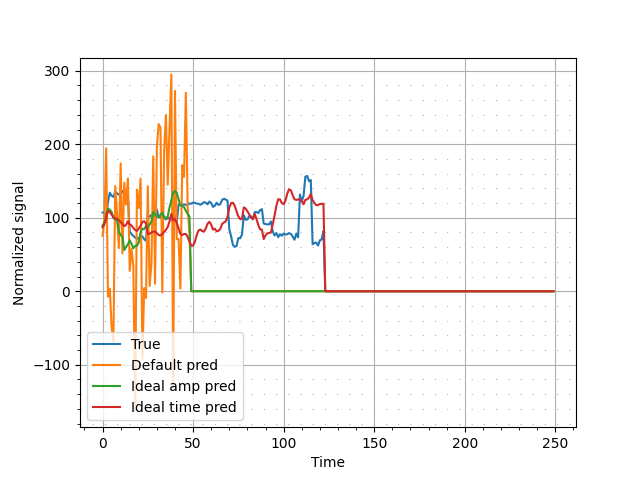 300
200
100
0
−100
Normalized signal
True
Default pred
Ideal amp pred
Ideal time pred
0 50 100 150 200 250
Time